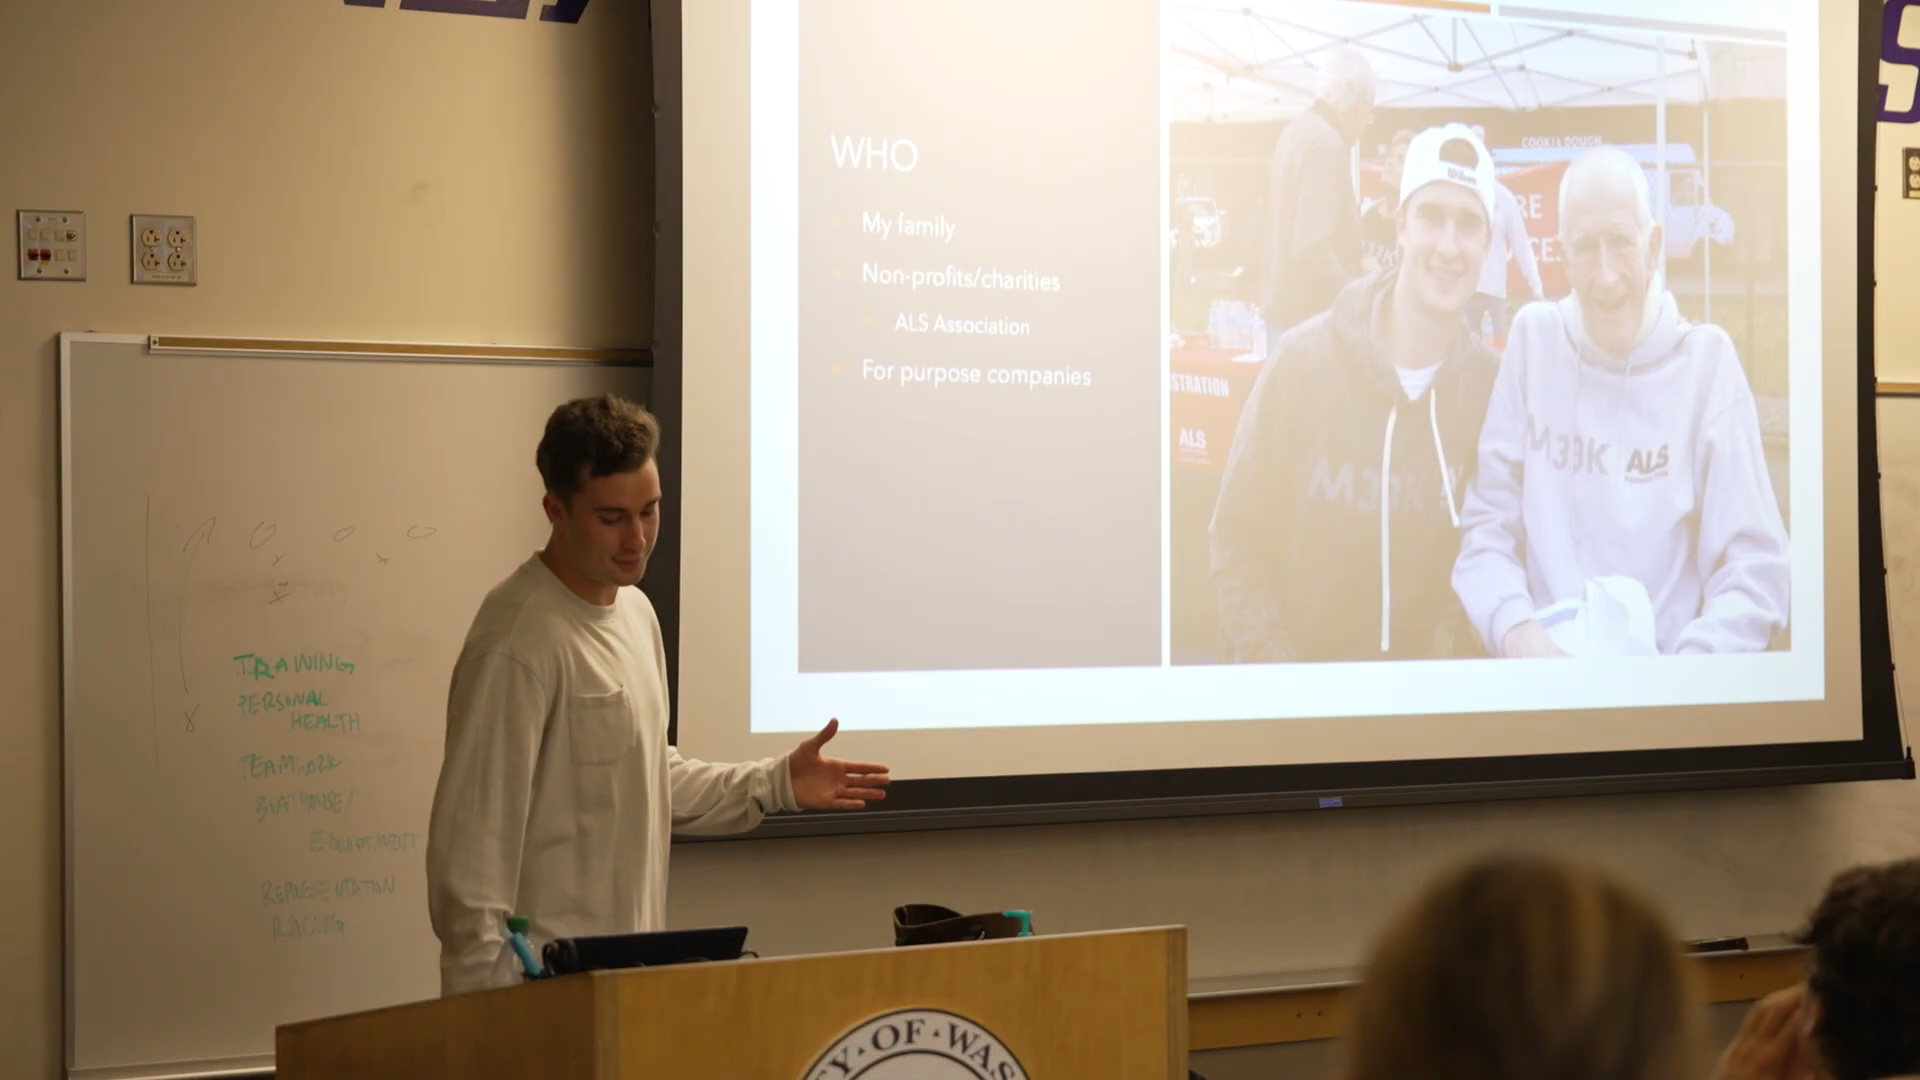 WHO
My family
Non-profits/charities
ALS Association
For purpose companies
COOKIE DOUGH
Wilson
STRATION
ALS
M33K
ALS
TRAINING
PERSONAL
HEALTH
TEAMWORK
BOATHOUSE/
EQUIPMENT
REPRESENTATION
RACING
OF WAS